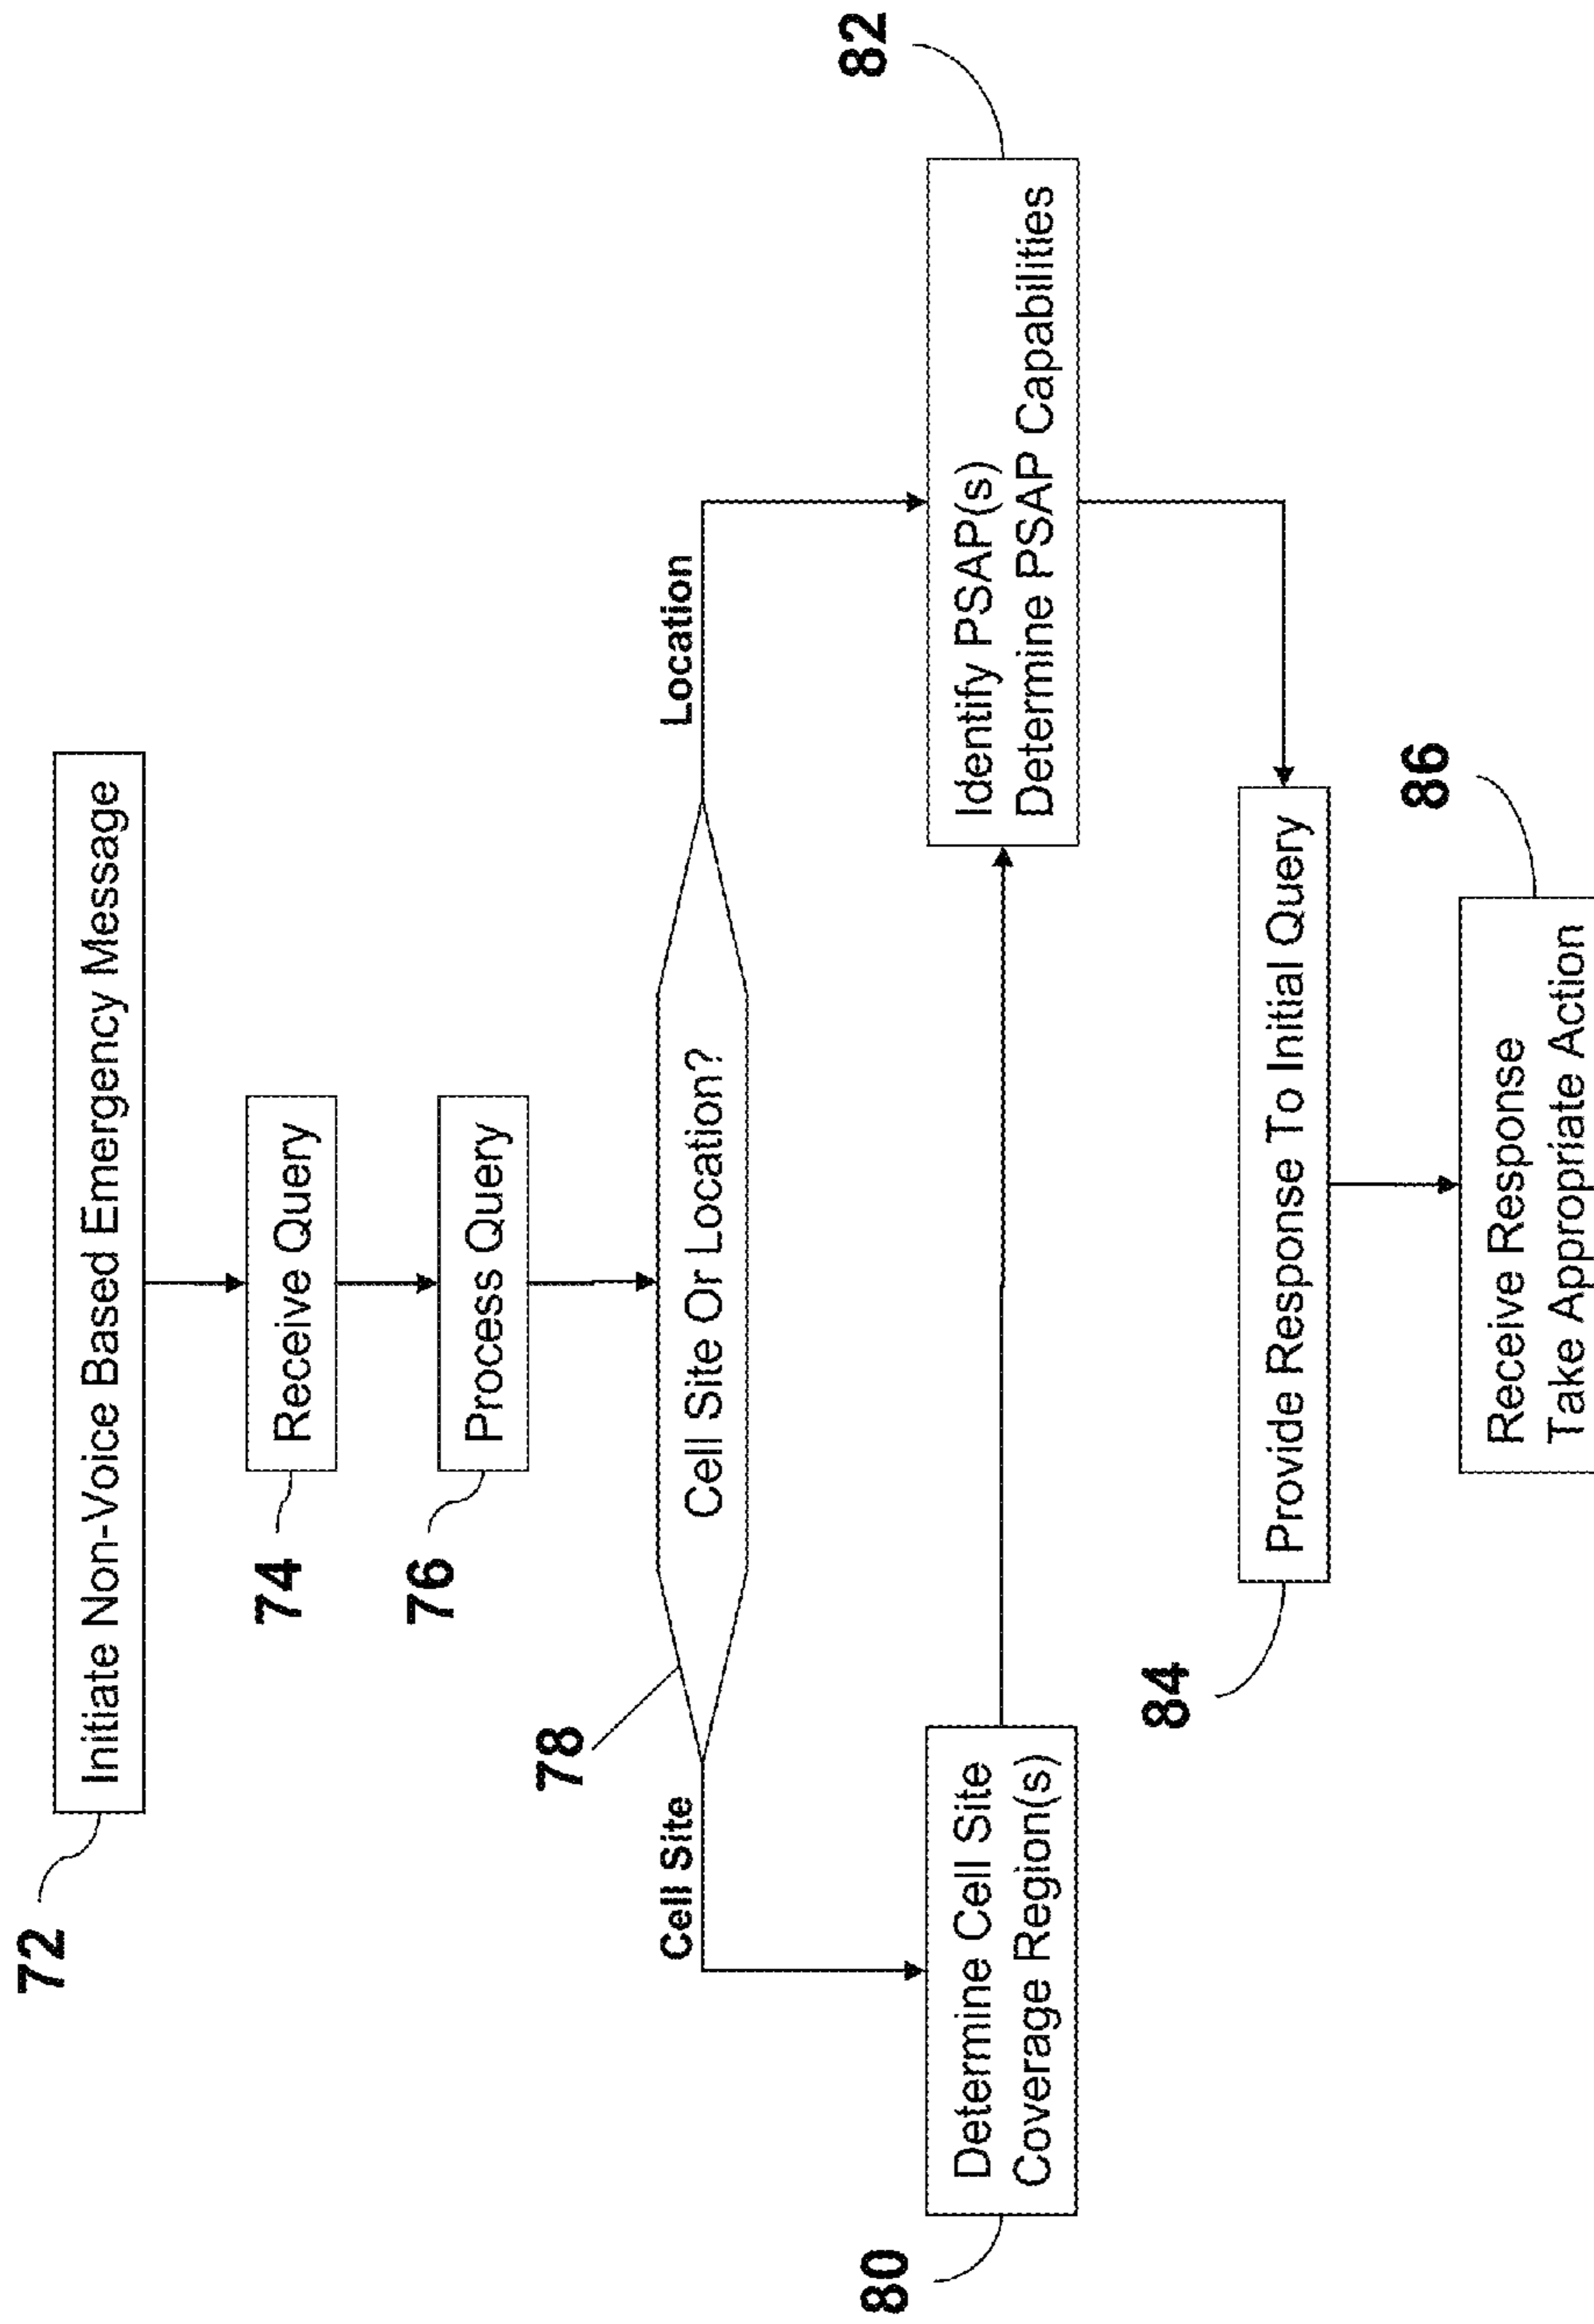 72
Initiate Non-Voice Based Emergency Message
74
Receive Query
76
Process Query
78
Cell Site Or Location?
Cell Site
Location
80
Determine Cell Site
Coverage Region(s)
82
Identify PSAP(s)
Determine PSAP Capabilities
84
Provide Response To Initial Query
86
Receive Response
Take Appropriate Action